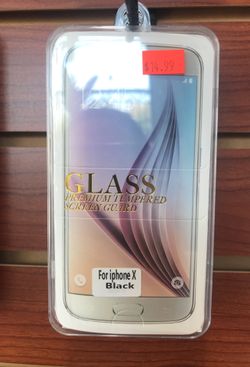 $14.99
GLASS
PREMIUM TEMPERED
SCREEN GUARD
For iphone X
Black